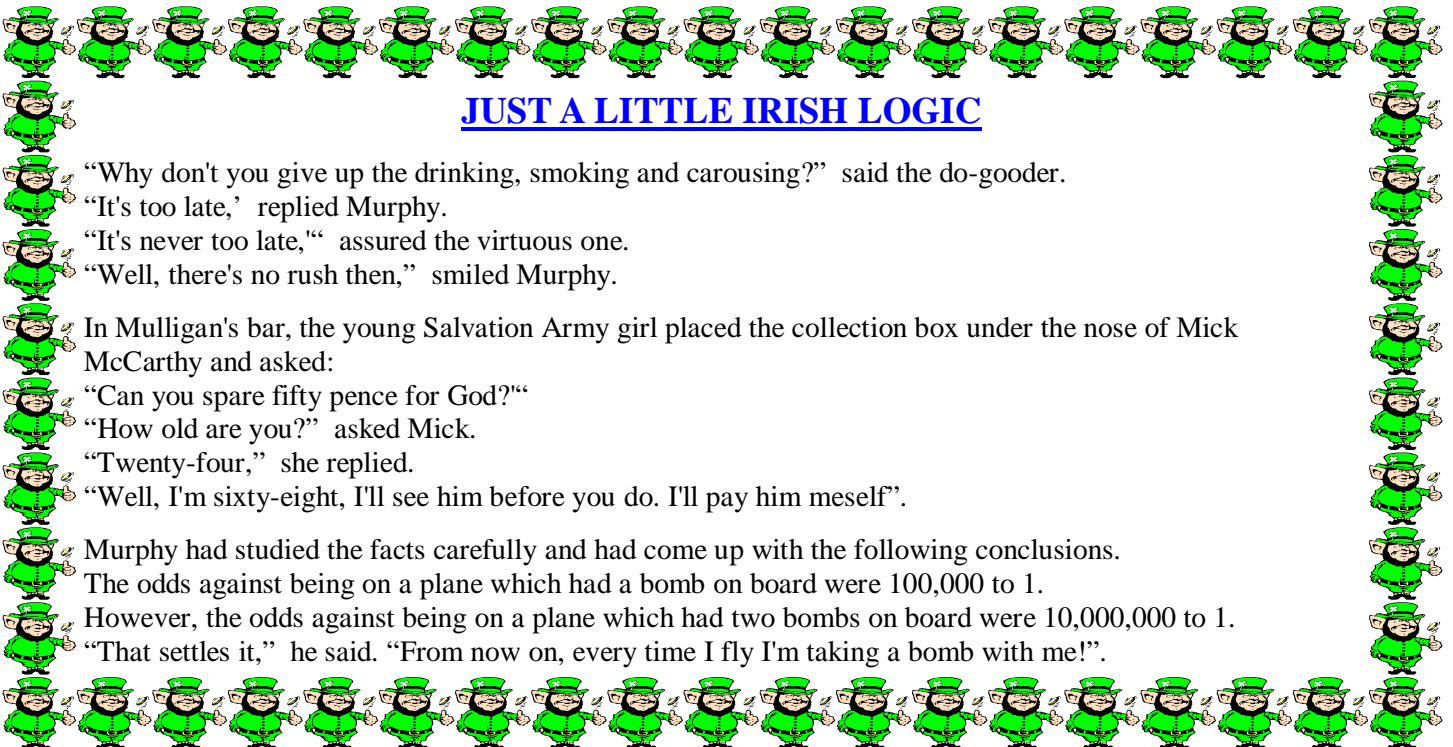 JUST A LITTLE IRISH LOGIC
“Why don't you give up the drinking, smoking and carousing?” said the do-gooder.
“It's too late,’ replied Murphy.
“It's never too late,'“ assured the virtuous one.
“Well, there's no rush then,” smiled Murphy.
In Mulligan's bar, the young Salvation Army girl placed the collection box under the nose of Mick
McCarthy and asked:
“Can you spare fifty pence for God?'“
“How old are you?” asked Mick.
“Twenty-four,” she replied.
“Well, I'm sixty-eight, I'll see him before you do. I'll pay him meself”.
Murphy had studied the facts carefully and had come up with the following conclusions.
The odds against being on a plane which had a bomb on board were 100,000 to 1.
However, the odds against being on a plane which had two bombs on board were 10,000,000 to 1.
“That settles it,” he said. “From now on, every time I fly I'm taking a bomb with me!”.